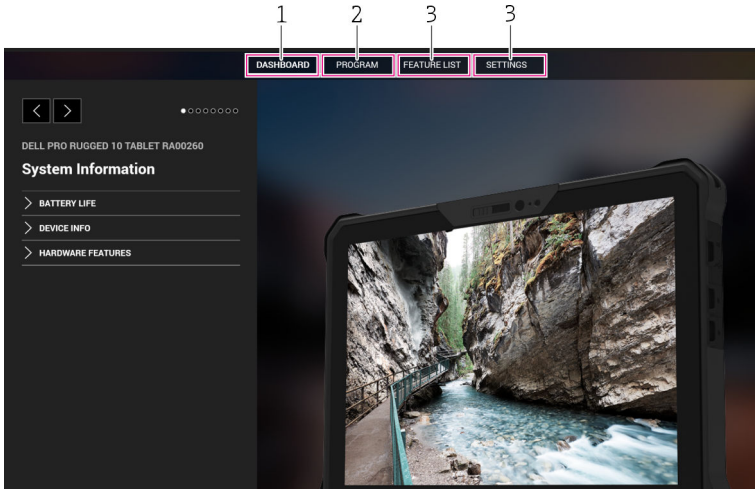 1 2 3 3
DASHBOARD PROGRAM FEATURE LIST SETTINGS
DELL PRO RUGGED 10 TABLET RA00260
System Information
BATTERY LIFE
DEVICE INFO
HARDWARE FEATURES